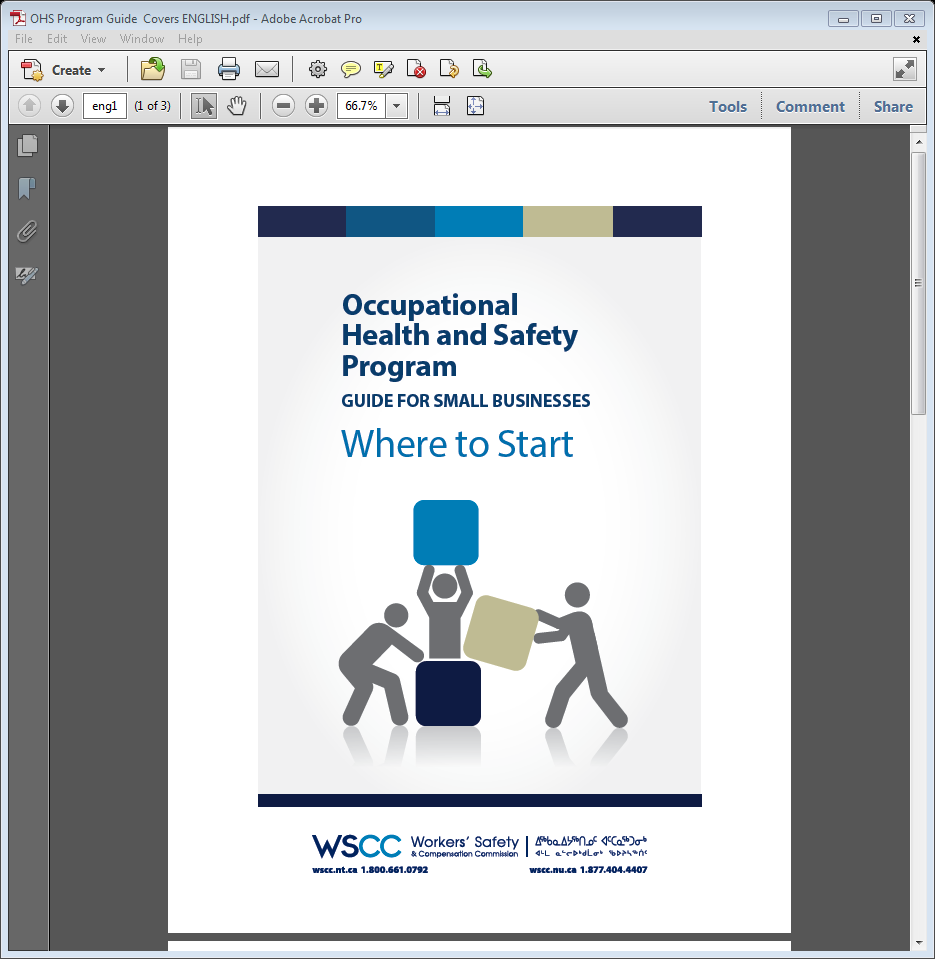 OHS Program Guide  Covers ENGLISH.pdf - Adobe Acrobat Pro
File Edit View Window Help
Create
eng1 (1 of 3) 66.7% Tools Comment Share
Occupational
Health and Safety
Program
GUIDE FOR SMALL BUSINESSES
Where to Start
WSCC Workers' Safety
& Compensation Commission
wscc.nt.ca 1.800.661.0792 wscc.nu.ca 1.877.404.4407